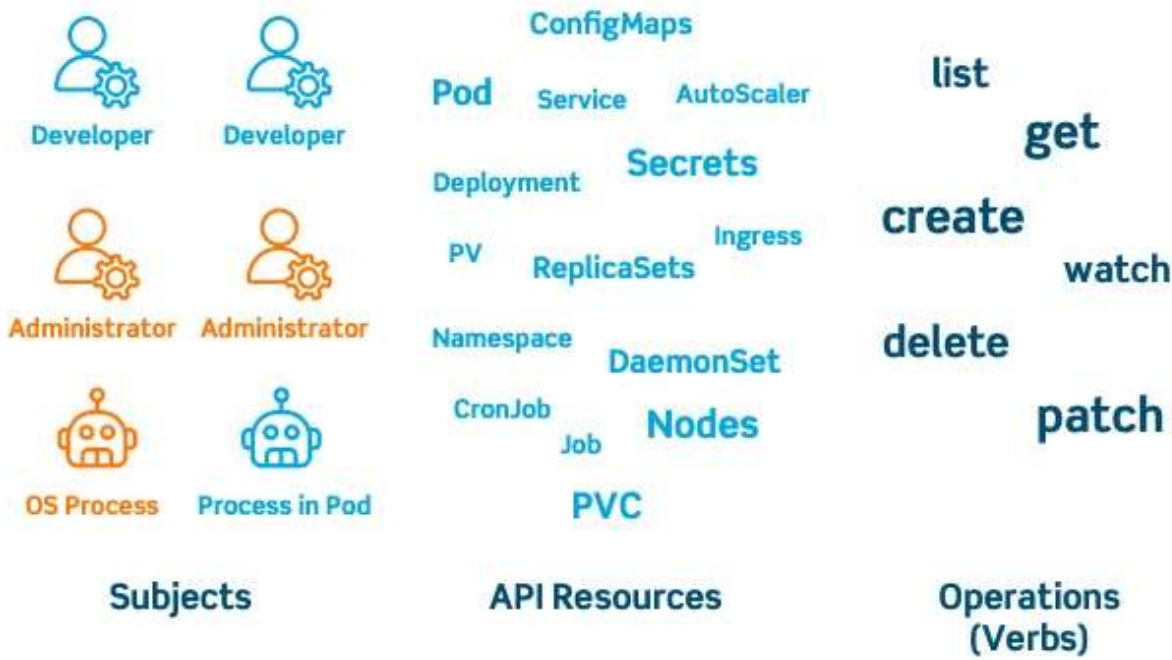 Developer
Developer
Administrator
Administrator
OS Process
Process in Pod
Subjects
ConfigMaps
Pod
Service
AutoScaler
Secrets
Deployment
Ingress
PV
ReplicaSets
Namespace
DaemonSet
CronJob
Nodes
Job
PVC
API Resources
list
get
create
watch
delete
patch
Operations
(Verbs)